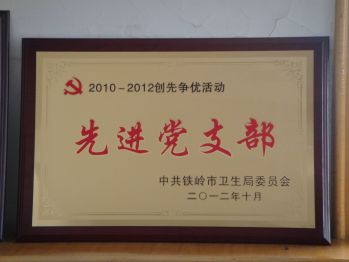 2010-2012创先争优活动
先进党支部
中共铁岭市卫生局委员会
二〇一二年十月